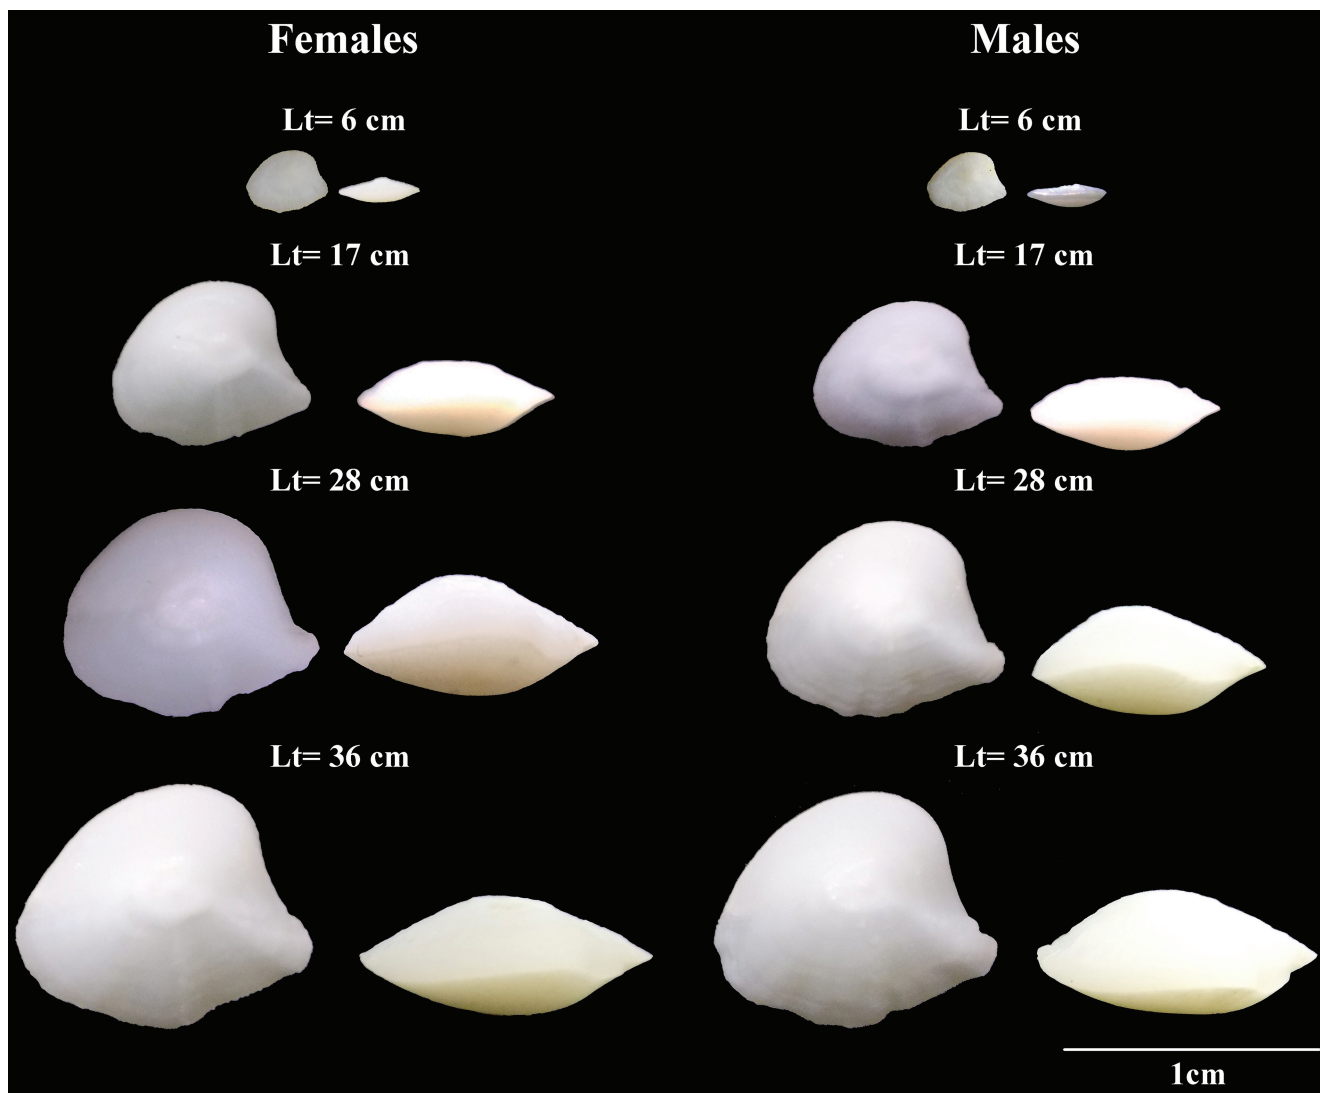 Females
Males
Lt= 6 cm
Lt= 6 cm
Lt= 17 cm
Lt= 17 cm
Lt= 28 cm
Lt= 28 cm
Lt= 36 cm
Lt= 36 cm
1cm